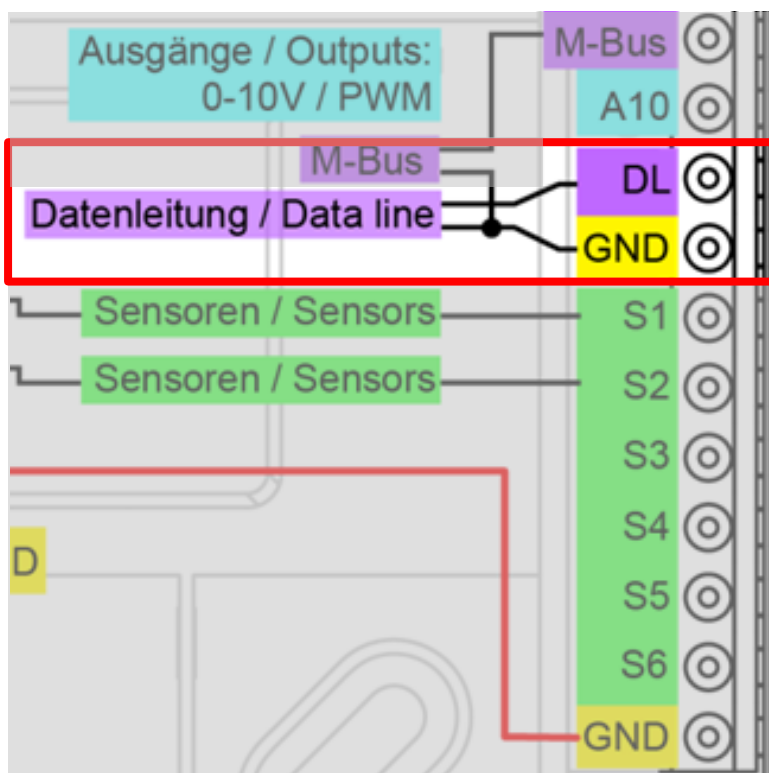 Ausgänge / Outputs:
0-10V / PWM
M-Bus
A10
M-Bus
DL
Datenleitung / Data line
GND
Sensoren / Sensors
S1
Sensoren / Sensors
S2
S3
S4
D
S5
S6
GND